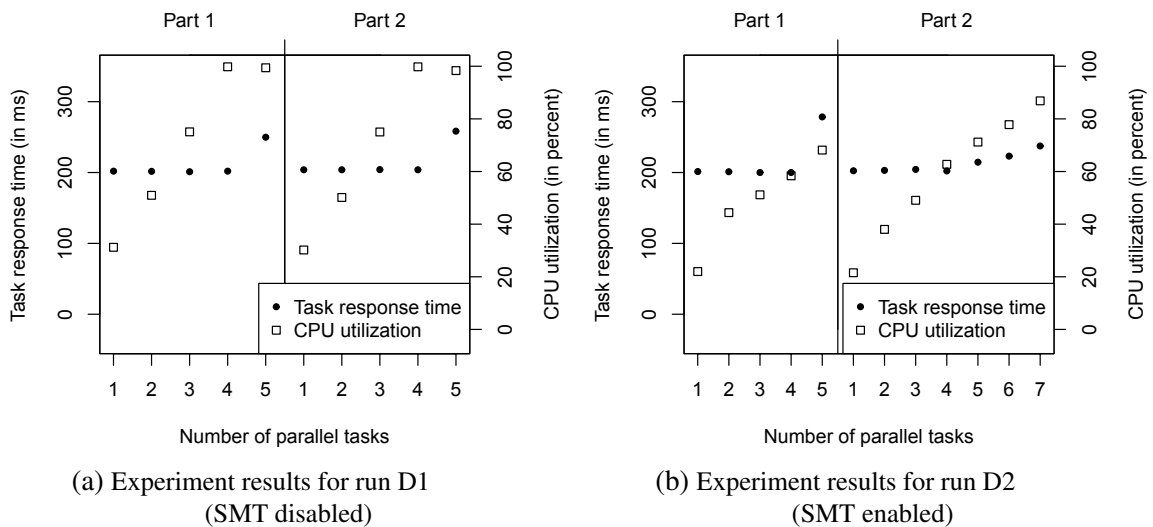 Part 1 Part 2
Task response time (in ms)
0 100 200 300
CPU utilization (in percent)
0 20 40 60 80 100
Task response time
CPU utilization
1 2 3 4 5 1 2 3 4 5
Number of parallel tasks
(a) Experiment results for run D1
(SMT disabled)
Part 1 Part 2
Task response time (in ms)
0 100 200 300
CPU utilization (in percent)
0 20 40 60 80 100
Task response time
CPU utilization
1 2 3 4 5 1 2 3 4 5 6 7
Number of parallel tasks
(b) Experiment results for run D2
(SMT enabled)